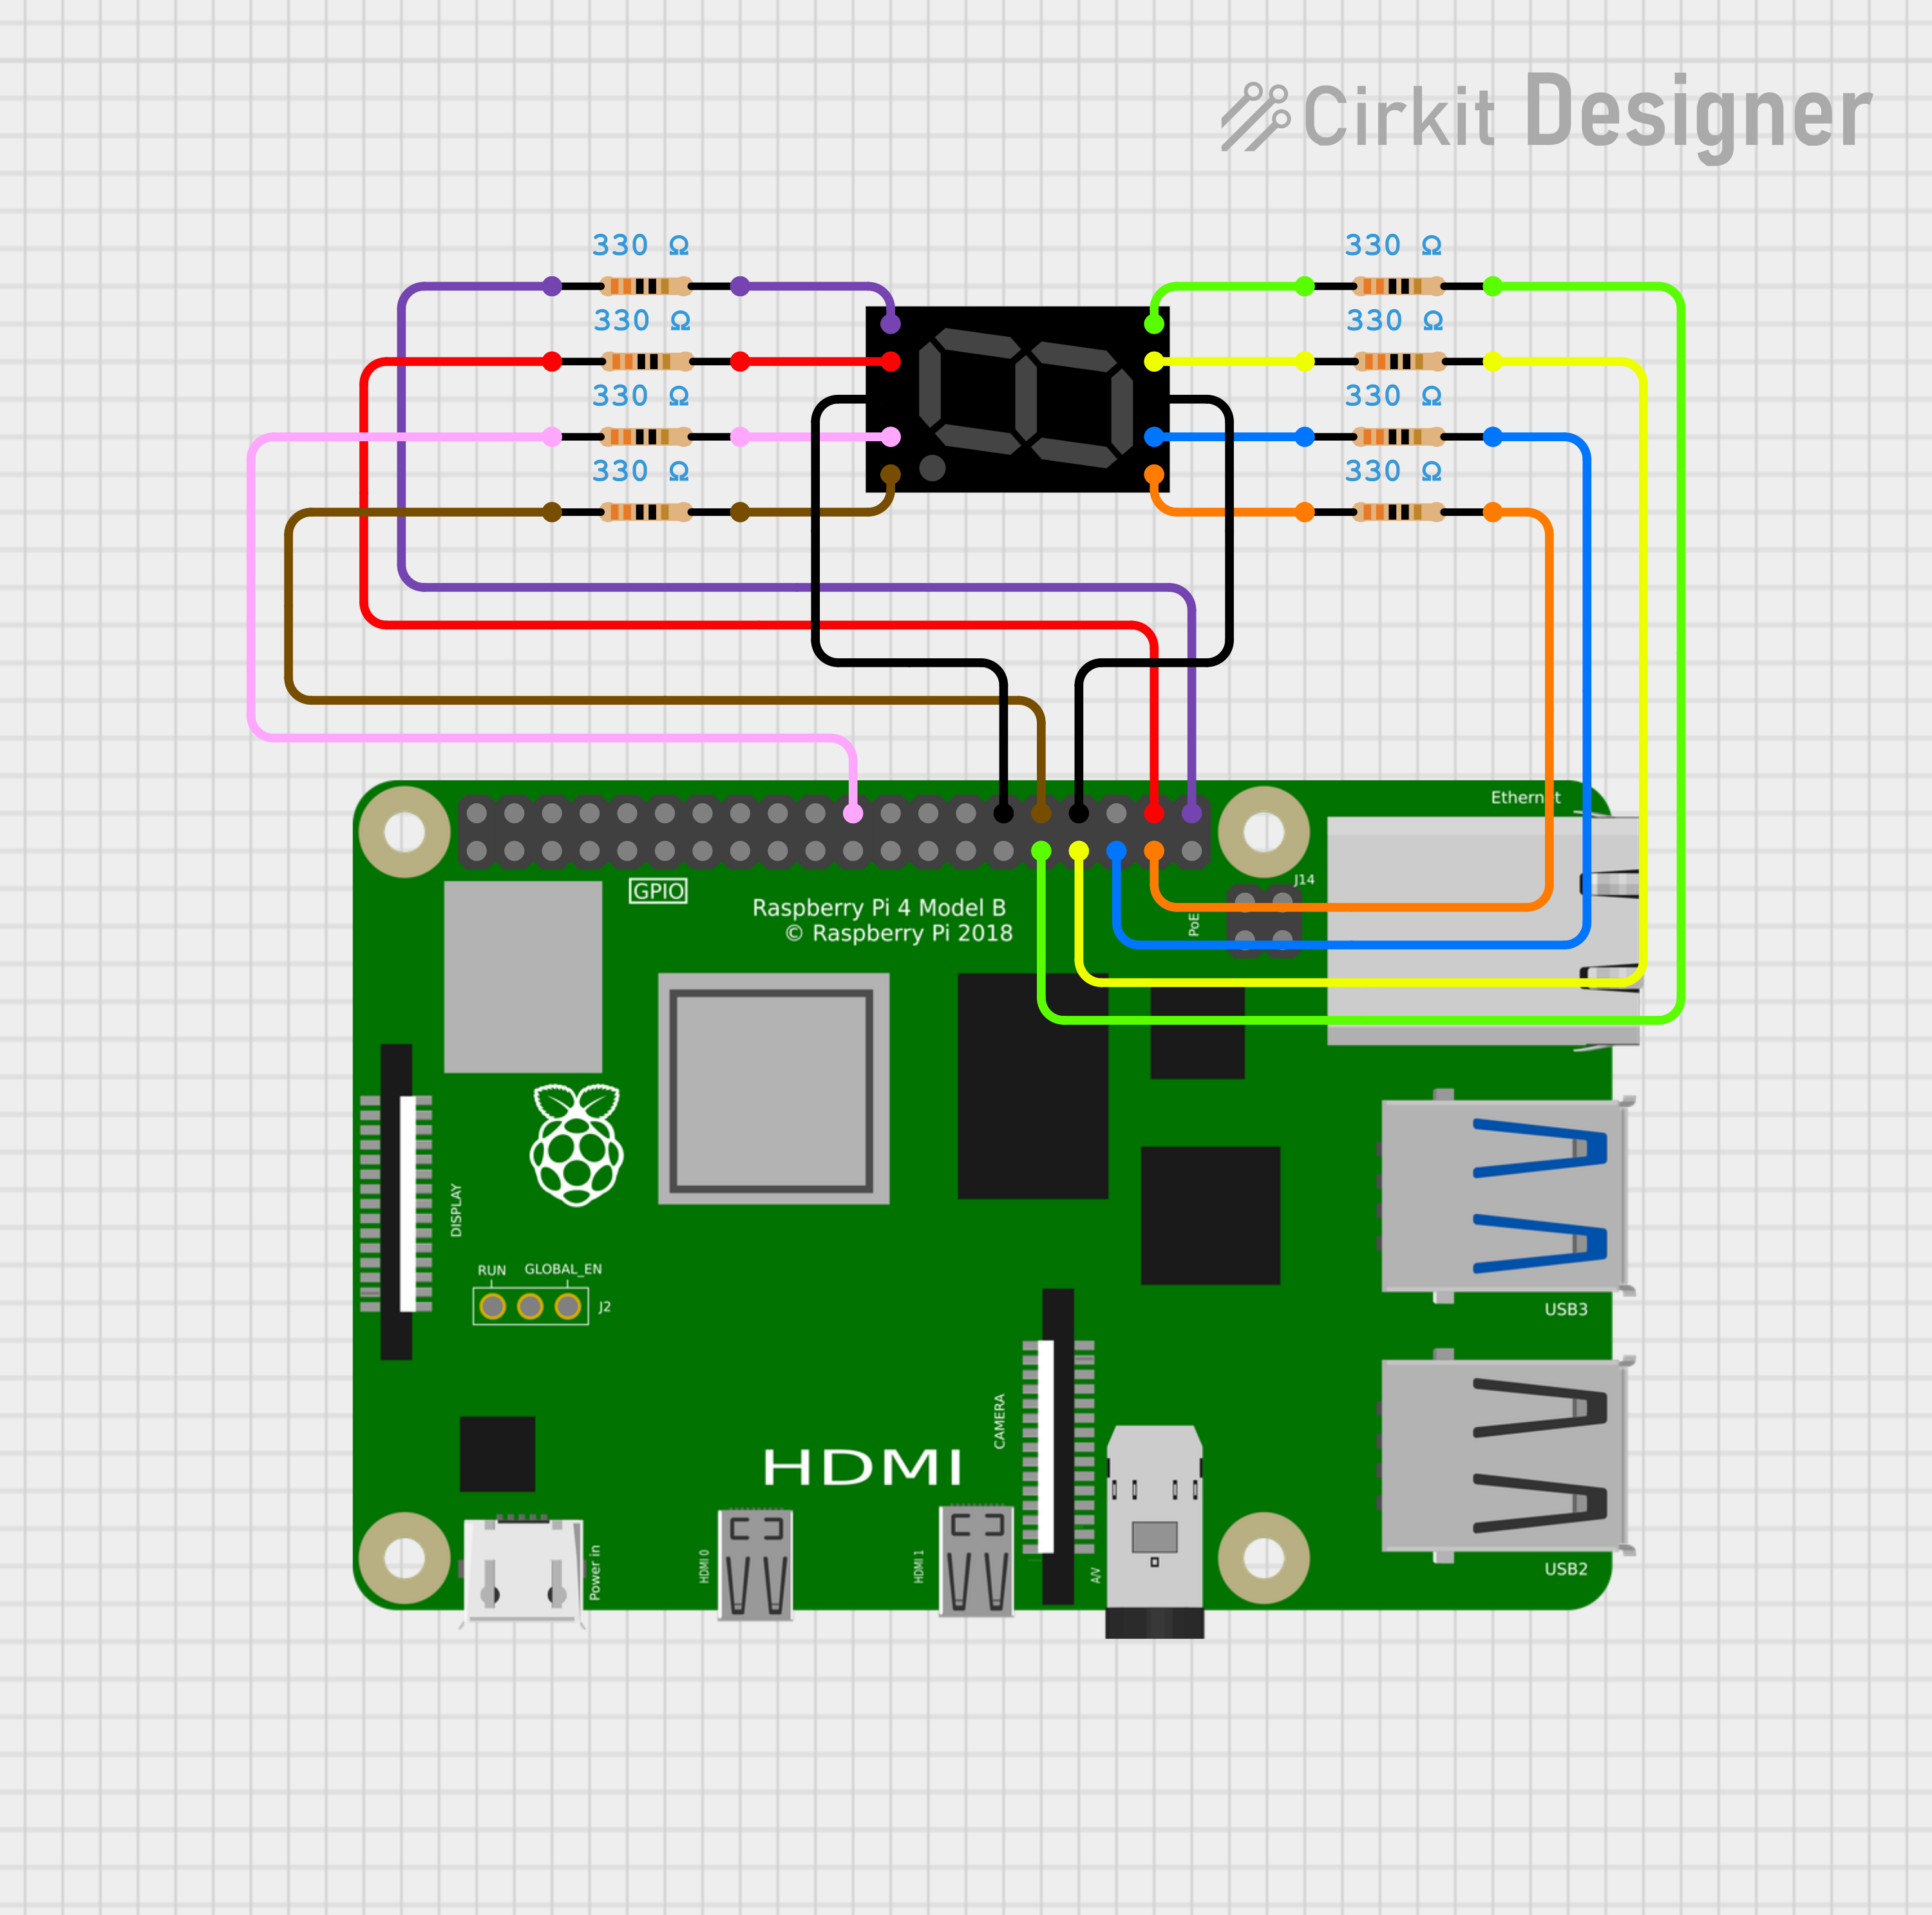 Cirkit Designer
330 Ω
330 Ω
330 Ω
330 Ω
330 Ω
330 Ω
330 Ω
330 Ω
Ethernet
GPIO
J14
Raspberry Pi 4 Model B
© Raspberry Pi 2018
PoE
DISPLAY
RUN
GLOBAL_EN
J2
USB3
CAMERA
HDMI
Power in
HDMI 0
HDMI 1
A/V
USB2